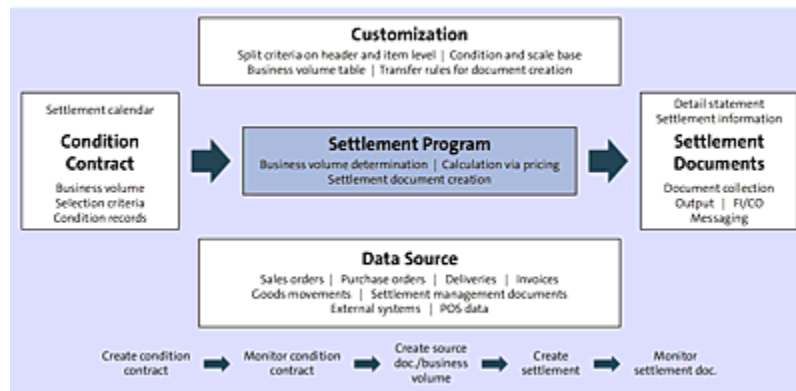 Customization
Split criteria on header and item level | Condition and scale base
Business volume table | Transfer rules for document creation
Settlement calendar
Condition
Contract
Business volume
Selection criteria
Condition records
Settlement Program
Business volume determination | Calculation via pricing
Settlement document creation
Detail statement
Settlement information
Settlement
Documents
Document collection
Output | FI/CO
Messaging
Data Source
Sales orders | Purchase orders | Deliveries | Invoices
Goods movements | Settlement management documents
External systems | POS data
Create condition
contract
Monitor condition
contract
Create source
doc./business
volume
Create
settlement
Monitor
settlement doc.